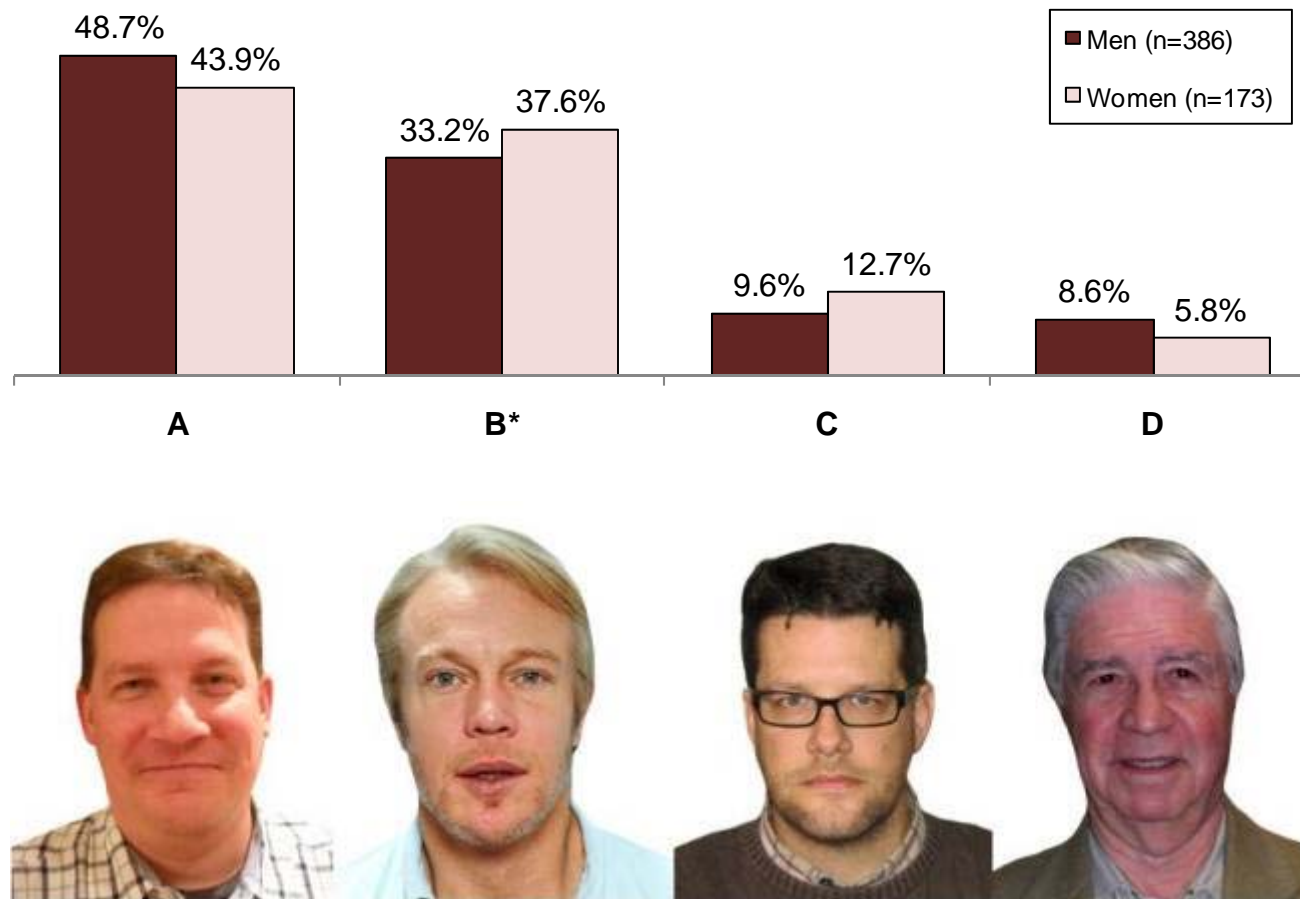 48.7%
43.9%
33.2%
37.6%
9.6%
12.7%
8.6%
5.8%
Men (n=386)
Women (n=173)
A
B*
C
D